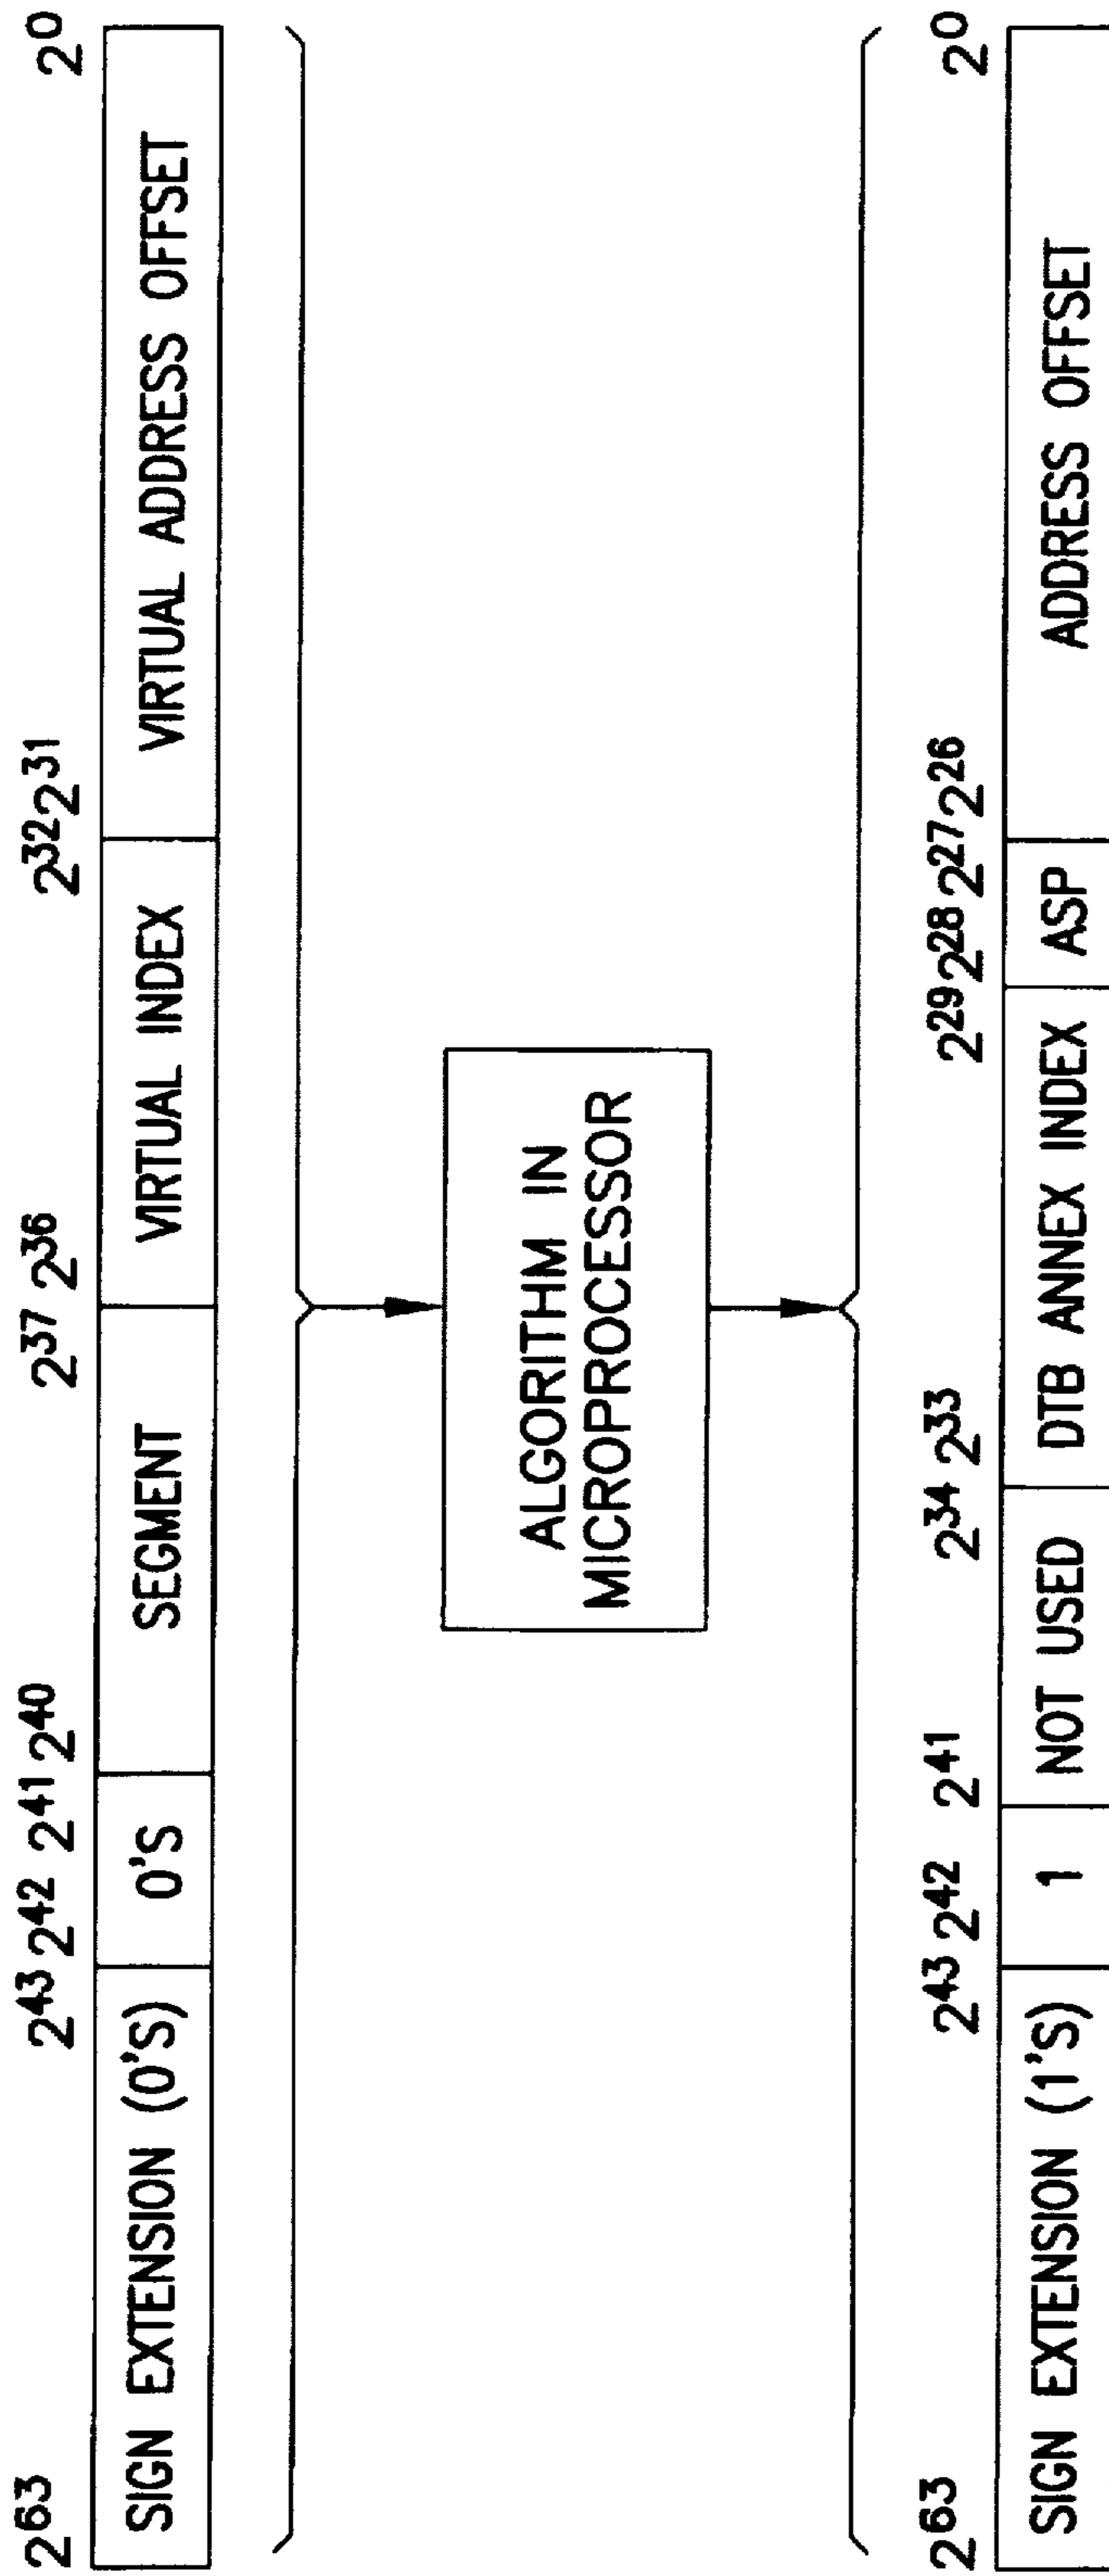 2^63 2^43 2^42 2^41 2^40 2^37 2^36 2^32 2^31 2^0
SIGN EXTENSION (0'S) 0'S SEGMENT VIRTUAL INDEX VIRTUAL ADDRESS OFFSET
ALGORITHM IN
MICROPROCESSOR
2^63 2^43 2^42 2^41 2^34 2^33 2^29 2^28 2^27 2^26 2^0
SIGN EXTENSION (1'S) 1 NOT USED DTB ANNEX INDEX ASP ADDRESS OFFSET